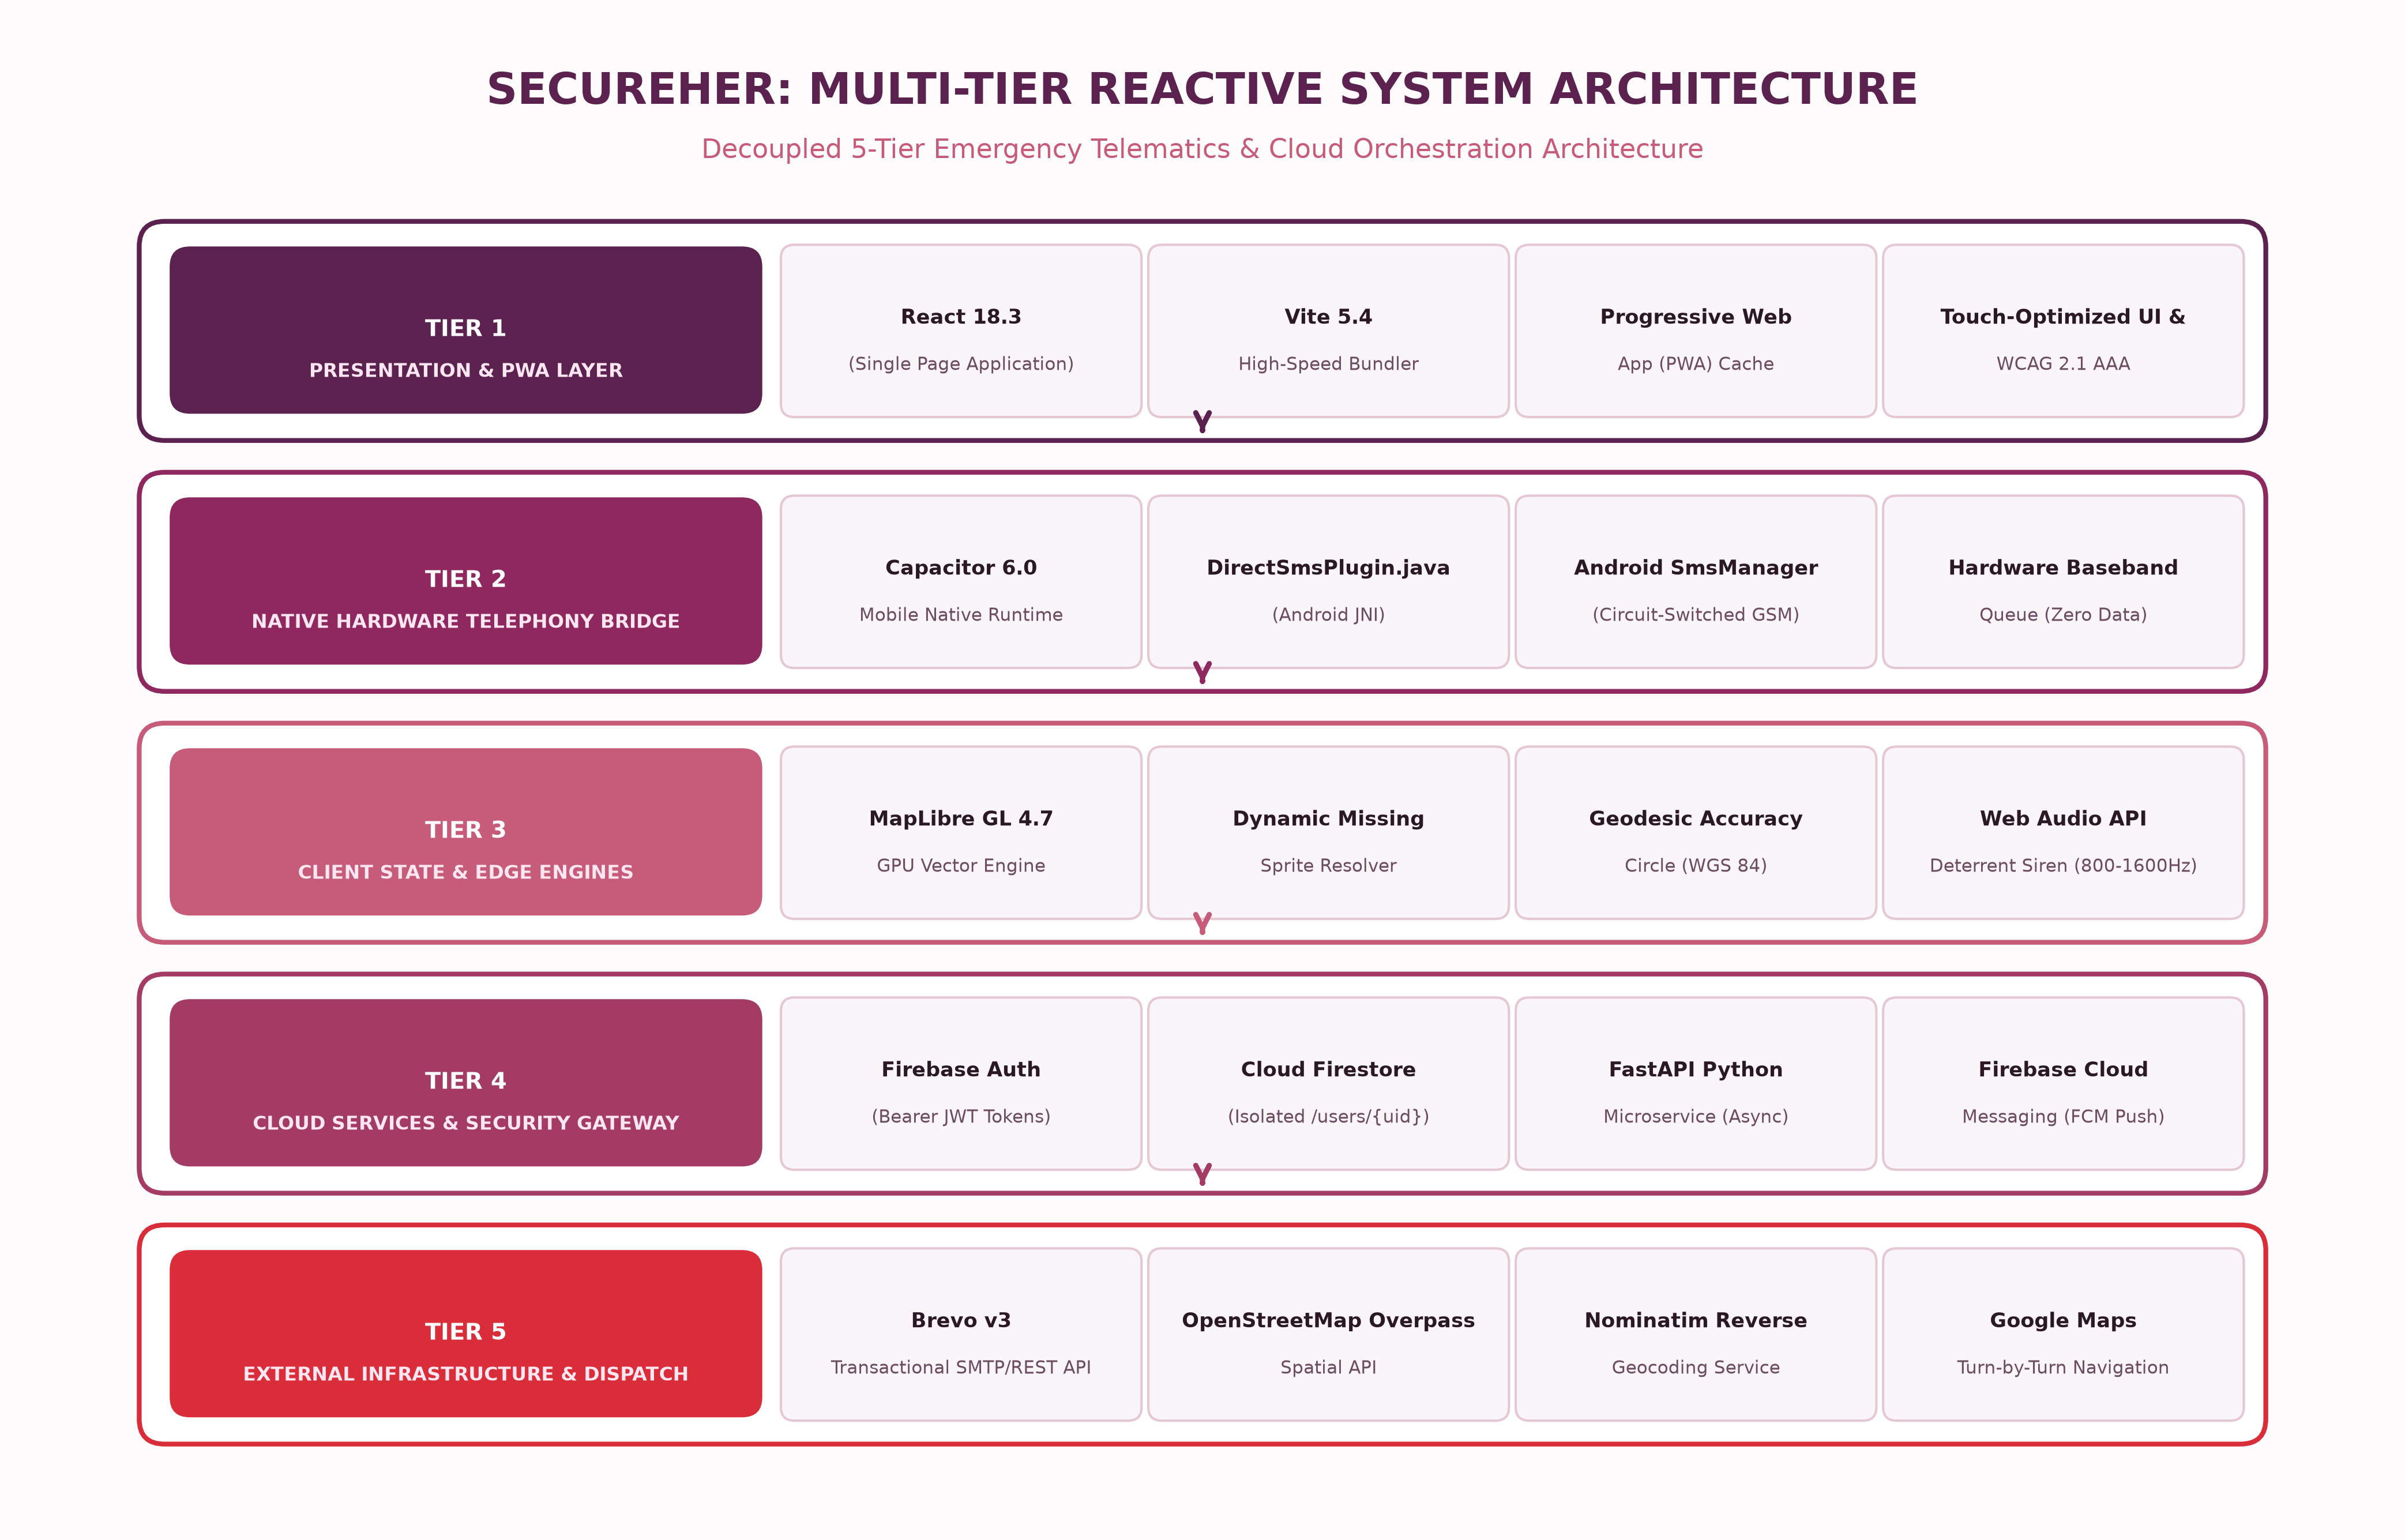 SECUREHER: MULTI-TIER REACTIVE SYSTEM ARCHITECTURE
Decoupled 5-Tier Emergency Telematics & Cloud Orchestration Architecture
TIER 1
PRESENTATION & PWA LAYER
React 18.3
(Single Page Application)
Vite 5.4
High-Speed Bundler
Progressive Web
App (PWA) Cache
Touch-Optimized UI &
WCAG 2.1 AAA
TIER 2
NATIVE HARDWARE TELEPHONY BRIDGE
Capacitor 6.0
Mobile Native Runtime
DirectSmsPlugin.java
(Android JNI)
Android SmsManager
(Circuit-Switched GSM)
Hardware Baseband
Queue (Zero Data)
TIER 3
CLIENT STATE & EDGE ENGINES
MapLibre GL 4.7
GPU Vector Engine
Dynamic Missing
Sprite Resolver
Geodesic Accuracy
Circle (WGS 84)
Web Audio API
Deterrent Siren (800-1600Hz)
TIER 4
CLOUD SERVICES & SECURITY GATEWAY
Firebase Auth
(Bearer JWT Tokens)
Cloud Firestore
(Isolated /users/{uid})
FastAPI Python
Microservice (Async)
Firebase Cloud
Messaging (FCM Push)
TIER 5
EXTERNAL INFRASTRUCTURE & DISPATCH
Brevo v3
Transactional SMTP/REST API
OpenStreetMap Overpass
Spatial API
Nominatim Reverse
Geocoding Service
Google Maps
Turn-by-Turn Navigation